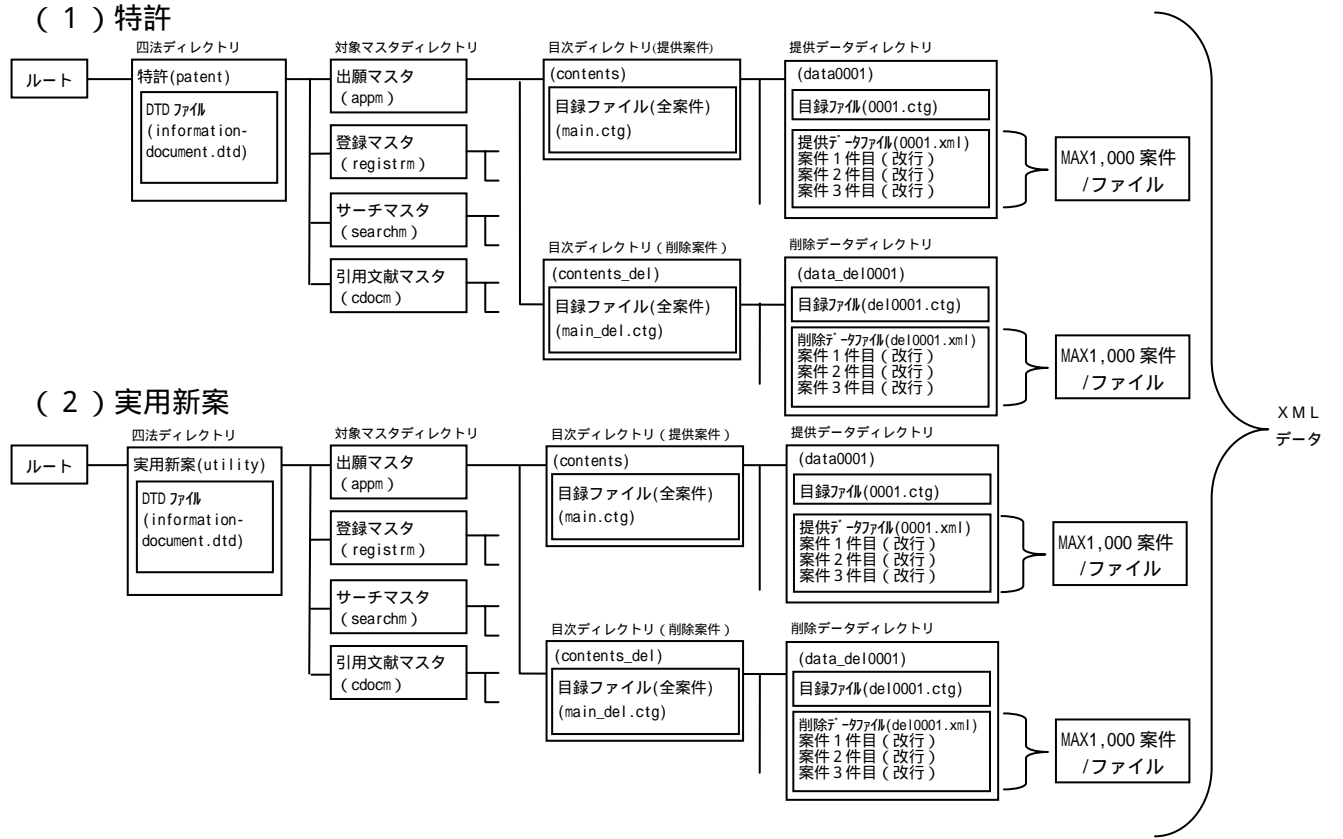 （１）特許
四法ディレクトリ
対象マスタディレクトリ
目次ディレクトリ(提供案件)
提供データディレクトリ
ルート
特許(patent)
DTD ﾌｧｲﾙ
(information-
document.dtd)
出願マスタ
（appm）
登録マスタ
（registrm）
サーチマスタ
（searchm）
引用文献マスタ
（cdocm）
(contents)
目録ファイル(全案件)
(main.ctg)
(data0001)
目録ﾌｧｲﾙ(0001.ctg)
提供ﾃﾞｰﾀﾌｧｲﾙ(0001.xml)
案件１件目（改行）
案件２件目（改行）
案件３件目（改行）
MAX1,000 案件
/ファイル
目次ディレクトリ（削除案件）
削除データディレクトリ
(contents_del)
目録ファイル(全案件)
(main_del.ctg)
(data_del0001)
目録ﾌｧｲﾙ(del0001.ctg)
削除ﾃﾞｰﾀﾌｧｲﾙ(del0001.xml)
案件１件目（改行）
案件２件目（改行）
案件３件目（改行）
MAX1,000 案件
/ファイル
（２）実用新案
四法ディレクトリ
対象マスタディレクトリ
目次ディレクトリ（提供案件）
提供データディレクトリ
ルート
実用新案(utility)
DTD ﾌｧｲﾙ
(information-
document.dtd)
出願マスタ
（appm）
登録マスタ
（registrm）
サーチマスタ
（searchm）
引用文献マスタ
（cdocm）
(contents)
目録ファイル(全案件)
(main.ctg)
(data0001)
目録ﾌｧｲﾙ(0001.ctg)
提供ﾃﾞｰﾀﾌｧｲﾙ(0001.xml)
案件１件目（改行）
案件２件目（改行）
案件３件目（改行）
MAX1,000 案件
/ファイル
目次ディレクトリ（削除案件）
削除データディレクトリ
(contents_del)
目録ファイル(全案件)
(main_del.ctg)
(data_del0001)
目録ﾌｧｲﾙ(del0001.ctg)
削除ﾃﾞｰﾀﾌｧｲﾙ(del0001.xml)
案件１件目（改行）
案件２件目（改行）
案件３件目（改行）
MAX1,000 案件
/ファイル
ＸＭＬ
データ